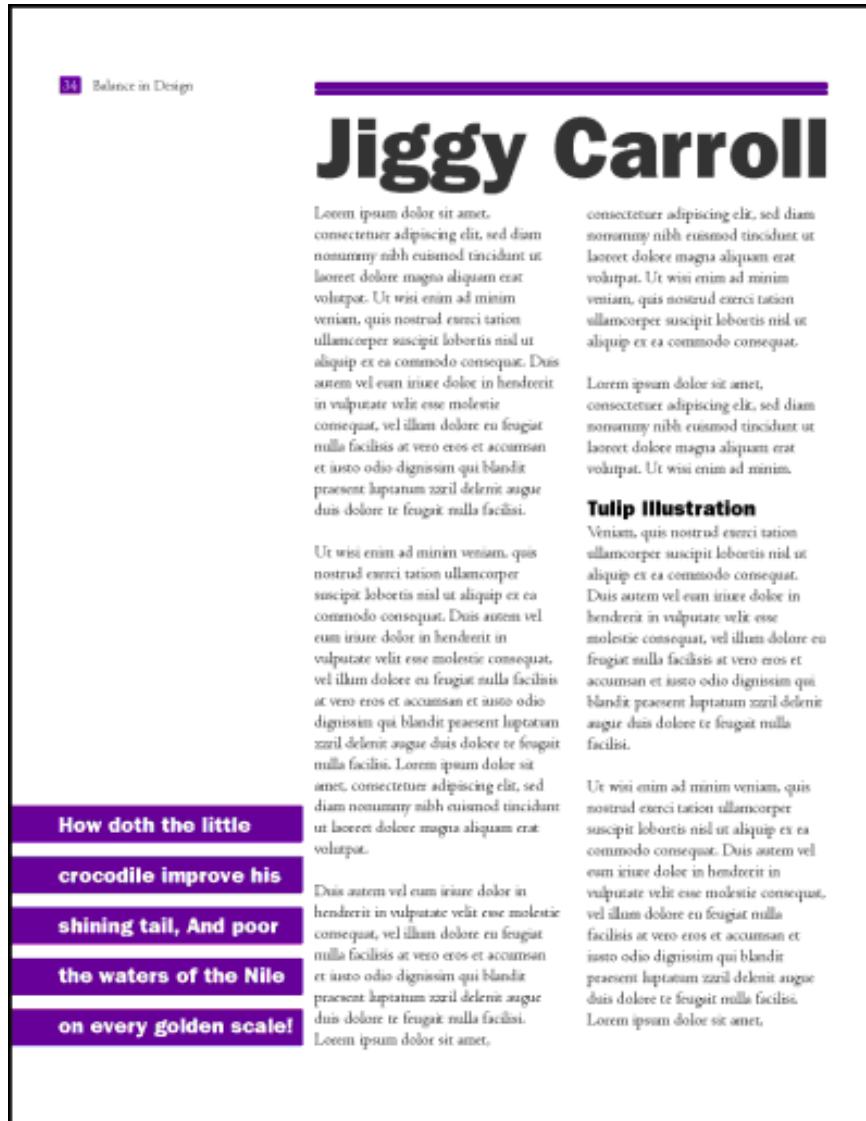 34 Balance in Design
Jiggy Carroll
Lorem ipsum dolor sit amet,
consectetuer adipiscing elit, sed diam
nonummy nibh euismod tincidunt ut
laoreet dolore magna aliquam erat
volutpat. Ut wisi enim ad minim
veniam, quis nostrud exerci tation
ullamcorper suscipit lobortis nisl ut
aliquip ex ea commodo consequat. Duis
autem vel eum iriure dolor in hendrerit
in vulputate velit esse molestie
consequat, vel illum dolore eu feugiat
nulla facilisis at vero eros et accumsan
et iusto odio dignissim qui blandit
praesent luptatum zzril delenit augue
duis dolore te feugait nulla facilisi.
Ut wisi enim ad minim veniam, quis
nostrud exerci tation ullamcorper
suscipit lobortis nisl ut aliquip ex ea
commodo consequat. Duis autem vel
eum iriure dolor in hendrerit in
vulputate velit esse molestie consequat,
vel illum dolore eu feugiat nulla facilisis
at vero eros et accumsan et iusto odio
dignissim qui blandit praesent luptatum
zzril delenit augue duis dolore te feugait
nulla facilisi. Lorem ipsum dolor sit
amet, consectetuer adipiscing elit, sed
diam nonummy nibh euismod tincidunt
ut laoreet dolore magna aliquam erat
volutpat.
Duis autem vel eum iriure dolor in
hendrerit in vulputate velit esse molestie
consequat, vel illum dolore eu feugiat
nulla facilisis at vero eros et accumsan
et iusto odio dignissim qui blandit
praesent luptatum zzril delenit augue
duis dolore te feugait nulla facilisi.
Lorem ipsum dolor sit amet,
consectetuer adipiscing elit, sed diam
nonummy nibh euismod tincidunt ut
laoreet dolore magna aliquam erat
volutpat. Ut wisi enim ad minim
veniam, quis nostrud exerci tation
ullamcorper suscipit lobortis nisl ut
aliquip ex ea commodo consequat.
Lorem ipsum dolor sit amet,
consectetuer adipiscing elit, sed diam
nonummy nibh euismod tincidunt ut
laoreet dolore magna aliquam erat
volutpat. Ut wisi enim ad minim.
Tulip Illustration
Veniam, quis nostrud exerci tation
ullamcorper suscipit lobortis nisl ut
aliquip ex ea commodo consequat.
Duis autem vel eum iriure dolor in
hendrerit in vulputate velit esse
molestie consequat, vel illum dolore eu
feugiat nulla facilisis at vero eros et
accumsan et iusto odio dignissim qui
blandit praesent luptatum zzril delenit
augue duis dolore te feugait nulla
facilisi.
Ut wisi enim ad minim veniam, quis
nostrud exerci tation ullamcorper
suscipit lobortis nisl ut aliquip ex ea
commodo consequat. Duis autem vel
eum iriure dolor in hendrerit in
vulputate velit esse molestie consequat,
vel illum dolore eu feugiat nulla
facilisis at vero eros et accumsan et
iusto odio dignissim qui blandit
praesent luptatum zzril delenit augue
duis dolore te feugait nulla facilisi.
Lorem ipsum dolor sit amet,
How doth the little
crocodile improve his
shining tail, And poor
the waters of the Nile
on every golden scale!